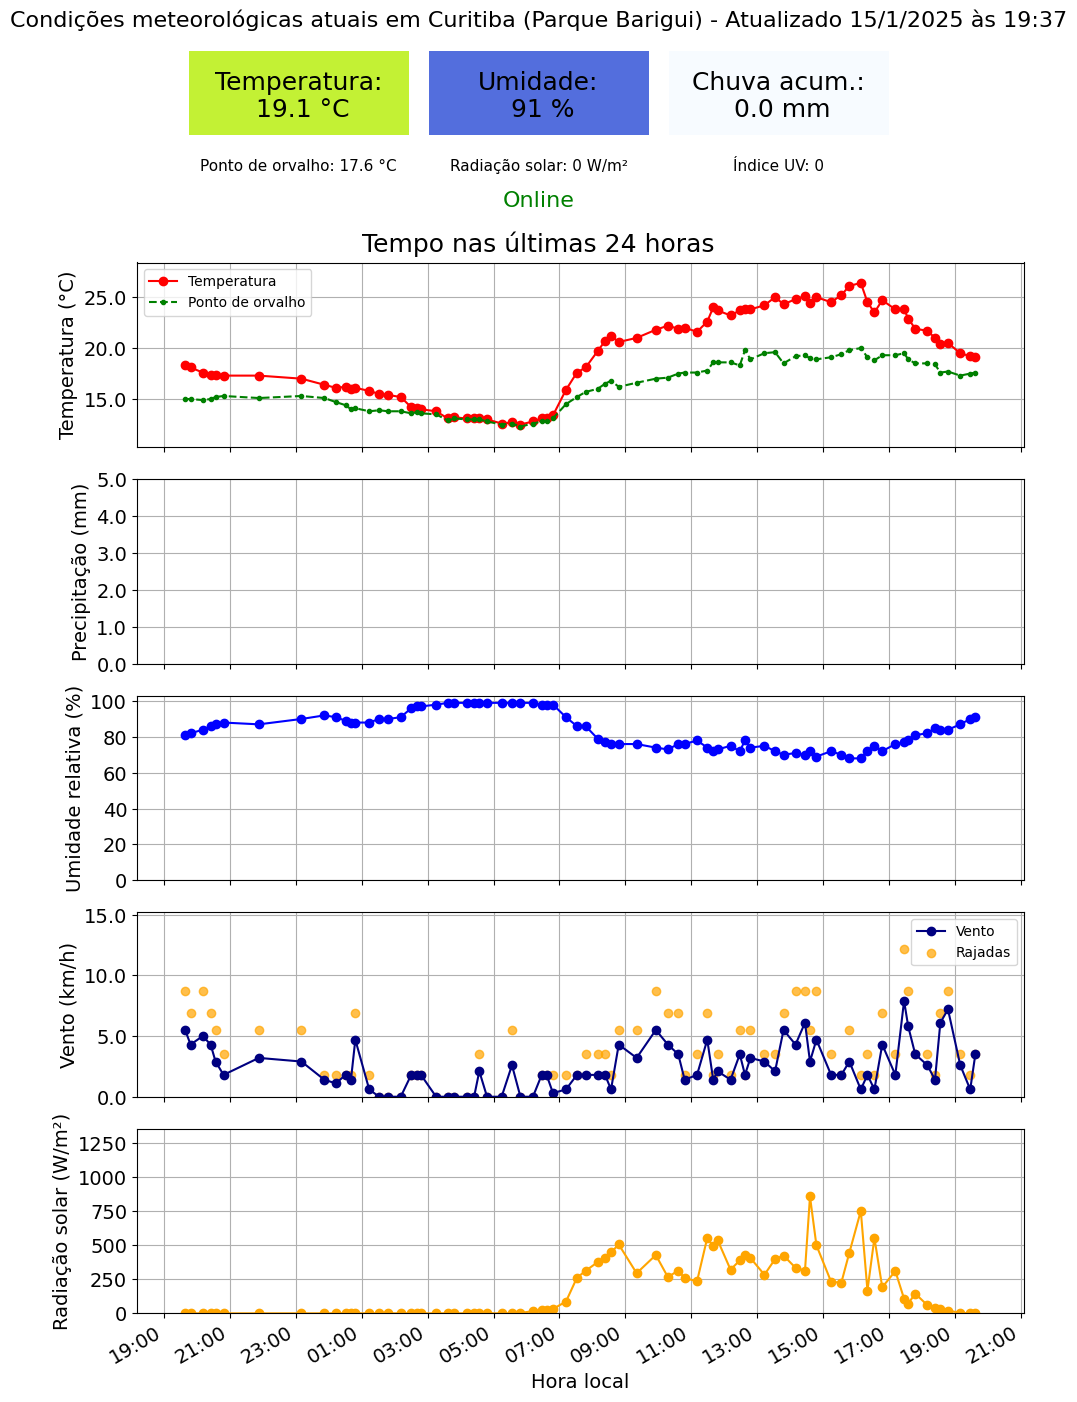 Condições meteorológicas atuais em Curitiba (Parque Barigui) - Atualizado 15/1/2025 às 19:37
Temperatura:
19.1 °C
Umidade:
91 %
Chuva acum.:
0.0 mm
Ponto de orvalho: 17.6 °C
Radiação solar: 0 W/m²
Índice UV: 0
Online
Tempo nas últimas 24 horas
Temperatura (°C)
25.0
20.0
15.0
Temperatura
Ponto de orvalho
Precipitação (mm)
5.0
4.0
3.0
2.0
1.0
0.0
Umidade relativa (%)
100
80
60
40
20
0
Vento (km/h)
15.0
10.0
5.0
0.0
Vento
Rajadas
Radiação solar (W/m²)
1250
1000
750
500
250
0
19:00
21:00
23:00
01:00
03:00
05:00
07:00
09:00
11:00
13:00
15:00
17:00
19:00
21:00
Hora local